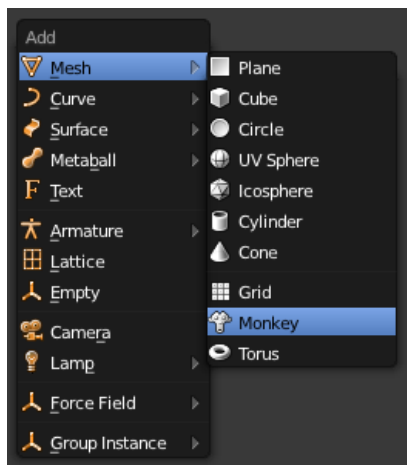 Add
Mesh
Curve
Surface
Metaball
Text
Armature
Lattice
Empty
Camera
Lamp
Force Field
Group Instance
Plane
Cube
Circle
UV Sphere
Icosphere
Cylinder
Cone
Grid
Monkey
Torus